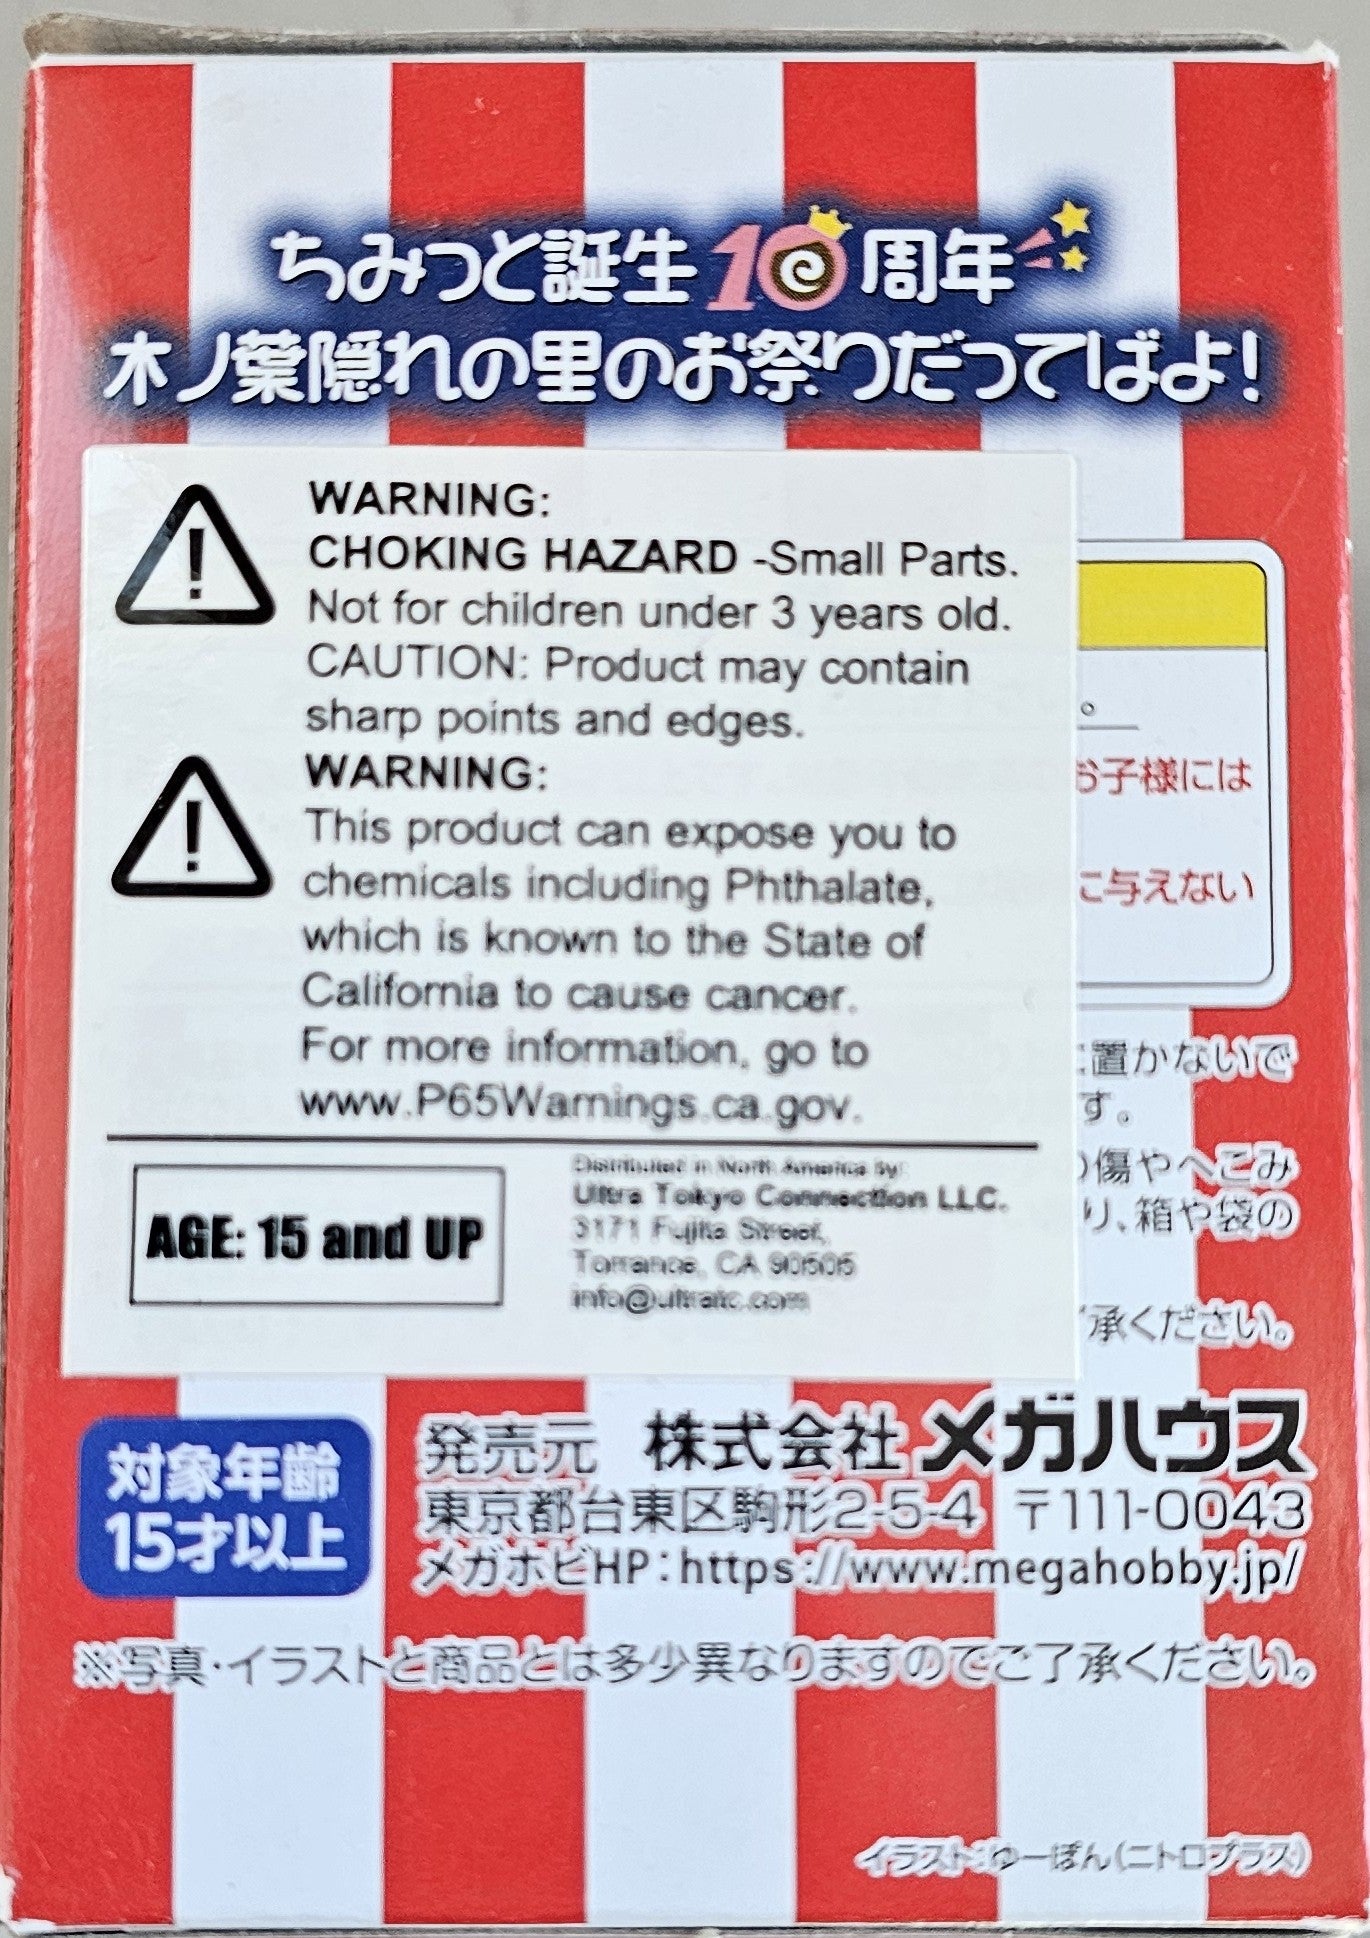 ちみっと誕生10周年
木ノ葉隠れの里のお祭りだってばよ!
WARNING:
CHOKING HAZARD -Small Parts.
Not for children under 3 years old.
CAUTION: Product may contain
sharp points and edges.
WARNING:
This product can expose you to
chemicals including Phthalate,
which is known to the State of
California to cause cancer.
For more information, go to
www.P65Warnings.ca.gov.
AGE: 15 and UP
Distributed in North America by:
Ultra Tokyo Connection LLC.
3171 Fujita Street,
Torrance, CA 90505
info@ultratc.com
。
お子様には
に与えない
に置かないで
す。
の傷やへこみ
り、箱や袋の
了承ください。
対象年齢
15才以上
発売元 株式会社メガハウス
東京都台東区駒形2-5-4 〒111-0043
メガホビHP:https://www.megahobby.jp/
※写真・イラストと商品とは多少異なりますのでご了承ください。
イラスト:ゆーぽん(ニトロプラス)